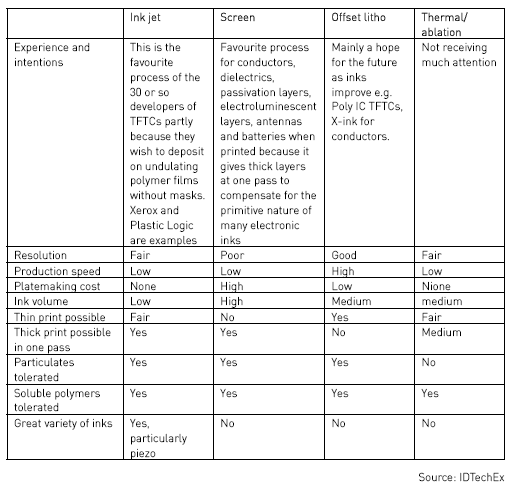 Ink jet	Screen	Offset litho	Thermal/
ablation
Experience and
intentions
This is the
favourite
process of the
30 or so
developers of
TFTCs partly
because they
wish to deposit
on undulating
polymer films
without masks.
Xerox and
Plastic Logic
are examples
Favourite process
for conductors,
dielectrics,
passivation layers,
electroluminescent
layers, antennas
and batteries when
printed because it
gives thick layers
at one pass to
compensate for the
primitive nature of
many electronic
inks
Mainly a hope
for the future
as inks
improve e.g.
Poly IC TFTCs,
X-ink for
conductors.
Not receiving
much attention
Resolution	Fair	Poor	Good	Fair
Production speed	Low	Low	High	Low
Platemaking cost	None	High	Low	Nione
Ink volume	Low	High	Medium	medium
Thin print possible	Fair	No	Yes	Fair
Thick print possible
in one pass
Yes	Yes	No	Medium
Particulates
tolerated
Yes	Yes	Yes	No
Soluble polymers
tolerated
Yes	Yes	Yes	Yes
Great variety of inks
Yes,
particularly
piezo
No	No	No
Source: IDTechEx